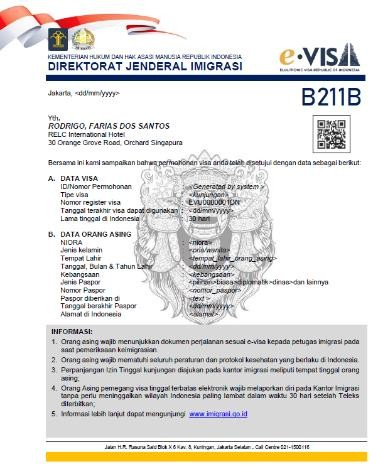 KEMENTERIAN HUKUM DAN HAK ASASI MANUSIA REPUBLIK INDONESIA
DIREKTORAT JENDERAL IMIGRASI
e-VISA
ELEKTRONIC VISA REPUBLIC OF INDONESIA
Jakarta, <dd/mm/yyyy>
B211B
Yth,
RODRIGO, FARIAS DOS SANTOS
RELC International Hotel
30 Orange Grove Road, Orchard Singapura
Bersama ini kami sampaikan bahwa permohonan visa anda telah disetujui dengan data sebagai berikut:
A. DATA VISA
ID/Nomor Permohonan : <Generated by system >
Tipe visa : <kunjungan>
Nomor register visa : EVU0000001DN
Tanggal terakhir visa dapat digunakan : <dd/mm/yyyy>
Lama tinggal di Indonesia : 30 hari
B. DATA ORANG ASING
NIORA : <niora>
Jenis kelamin : <pria/wanita>
Tempat Lahir : <tempat_lahir_orang_asing>
Tanggal, Bulan & Tahun Lahir : <dd/mm/yyyy>
Kebangsaan : <kebangsaan>
Jenis Paspor : <pilihan>biasa>diplomatik>dinas>dan lainnya
Nomor Paspor : <nomor_paspor>
Paspor diberikan di : <text >
Tanggal berakhir Paspor : <dd/mm/yyyy>
Alamat di Indonesia : <alamat >
INFORMASI:
1. Orang asing wajib menunjukkan dokumen perjalanan sesuai e-visa kepada petugas imigrasi pada
saat pemeriksaan keimigrasian.
2. Orang asing wajib mematuhi seluruh peraturan dan protokol kesehatan yang berlaku di Indonesia.
3. Perpanjangan Izin Tinggal kunjungan diajukan pada kantor imigrasi meliputi tempat tinggal orang
asing;
4. Orang Asing pemegang visa tinggal terbatas elektronik wajib melaporkan diri pada Kantor Imigrasi
tanpa perlu meninggalkan wilayah Indonesia paling lambat dalam waktu 30 hari setelah Teleks
diterbitkan;
5. Informasi lebih lanjut dapat mengunjungi www.imigrasi.go.id
Jalan H.R. Rasuna Said Blok X 6 Kav. 8, Kuningan, Jakarta Selatan , Call Centre 021-1500116